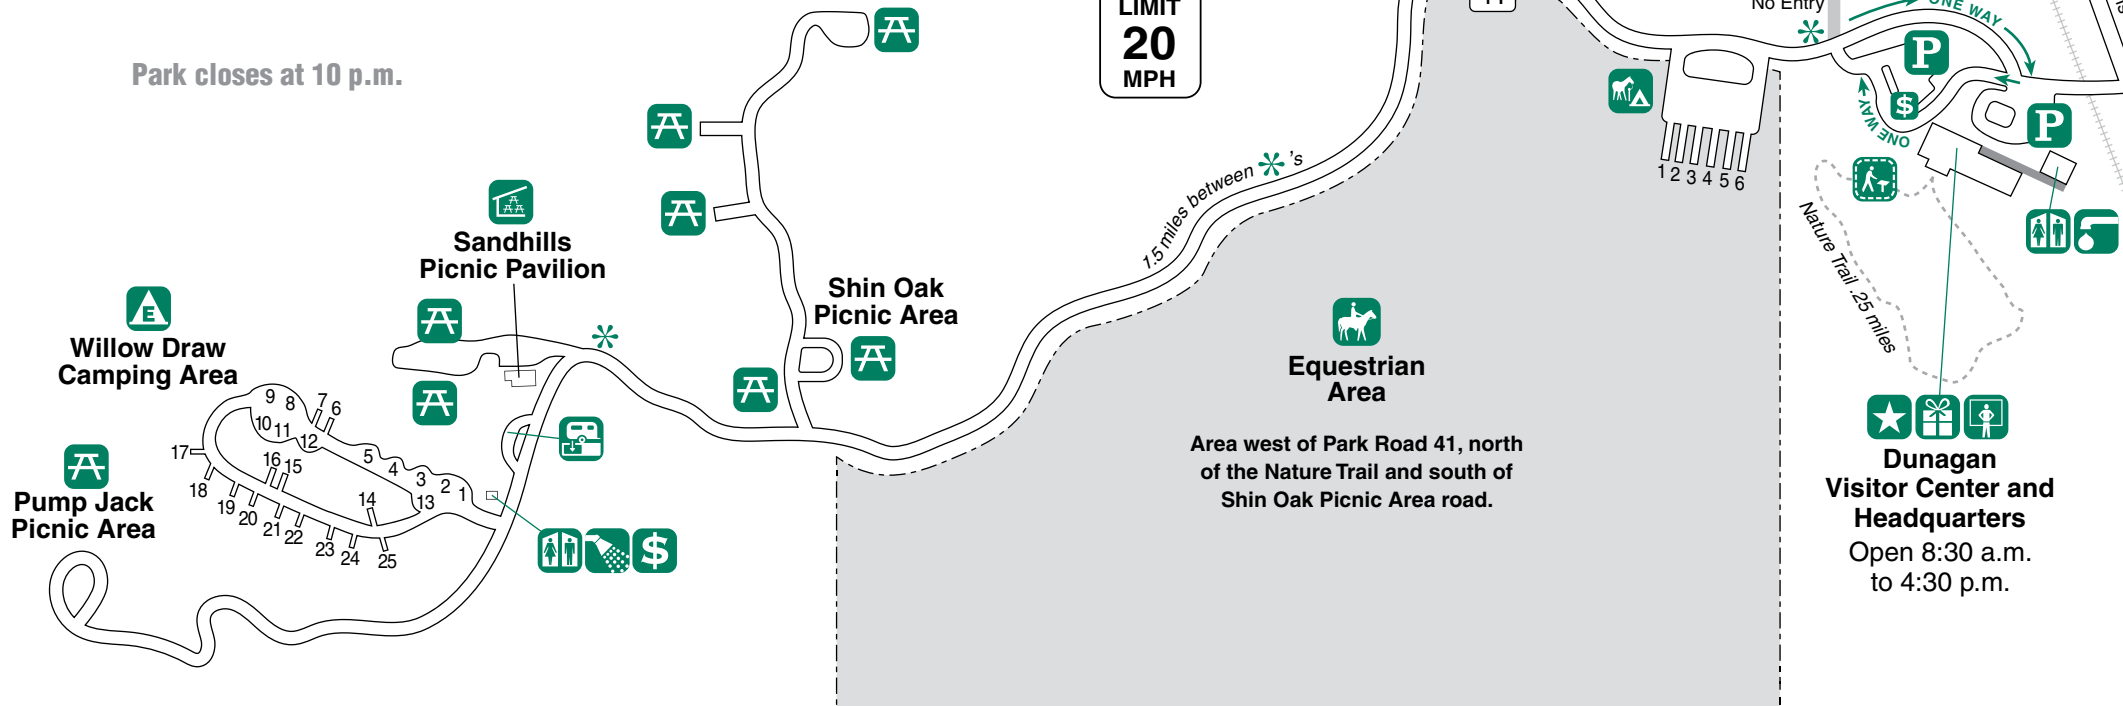 LIMIT
20
MPH
No Entry
ONE WAY
Park closes at 10 p.m.
P
$
P
ONE WAY
1 2 3 4 5 6
1.5 miles between *'s
Nature Trail .25 miles
Sandhills
Picnic Pavilion
Shin Oak
Picnic Area
E
Willow Draw
Camping Area
Equestrian
Area
Area west of Park Road 41, north
of the Nature Trail and south of
Shin Oak Picnic Area road.
9 8 7 6
10 11 12
5 4 3 2 1
17 16 15
14 13
18 19 20 21 22 23 24 25
Pump Jack
Picnic Area
$
Dunagan
Visitor Center and
Headquarters
Open 8:30 a.m.
to 4:30 p.m.